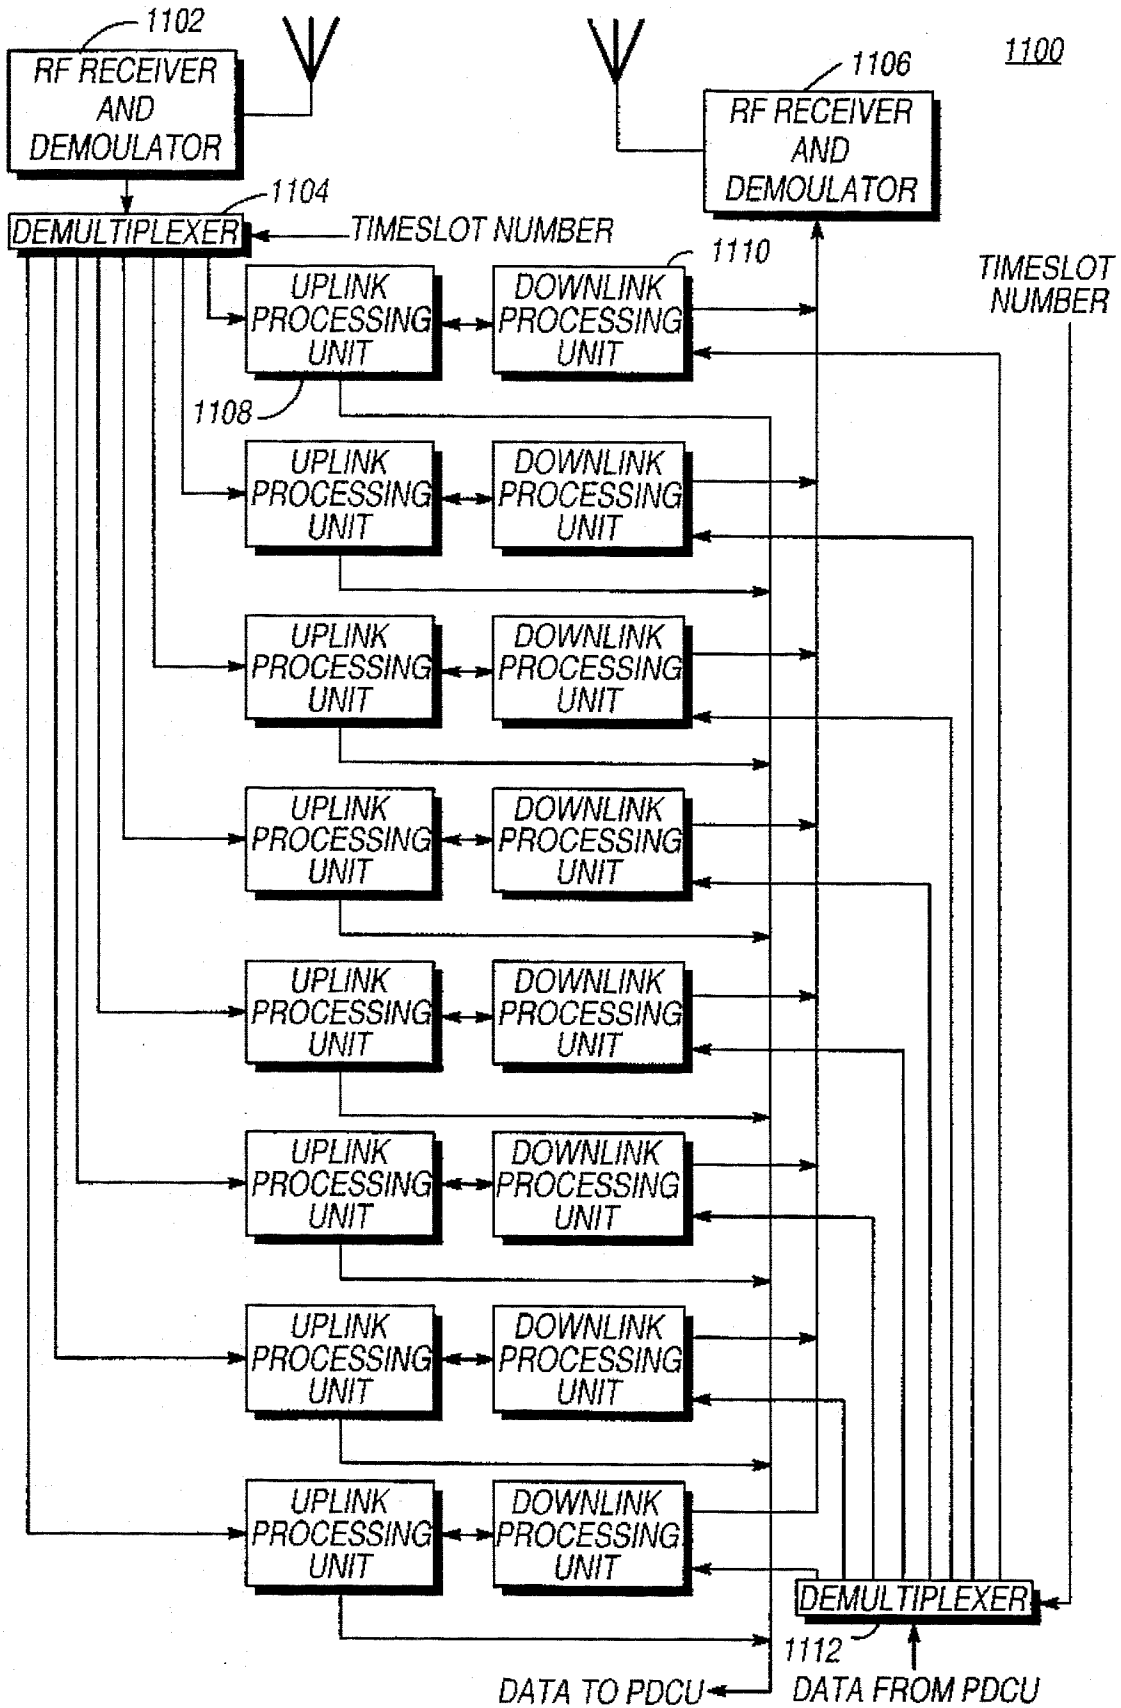 1102
RF RECEIVER
AND
DEMOULATOR
1100
1106
RF RECEIVER
AND
DEMOULATOR
1104
DEMULTIPLEXER
TIMESLOT NUMBER
TIMESLOT
NUMBER
1110
UPLINK
PROCESSING
UNIT
DOWNLINK
PROCESSING
UNIT
1108
UPLINK
PROCESSING
UNIT
DOWNLINK
PROCESSING
UNIT
UPLINK
PROCESSING
UNIT
DOWNLINK
PROCESSING
UNIT
UPLINK
PROCESSING
UNIT
DOWNLINK
PROCESSING
UNIT
UPLINK
PROCESSING
UNIT
DOWNLINK
PROCESSING
UNIT
UPLINK
PROCESSING
UNIT
DOWNLINK
PROCESSING
UNIT
UPLINK
PROCESSING
UNIT
DOWNLINK
PROCESSING
UNIT
UPLINK
PROCESSING
UNIT
DOWNLINK
PROCESSING
UNIT
DEMULTIPLEXER
1112
DATA TO PDCU
DATA FROM PDCU